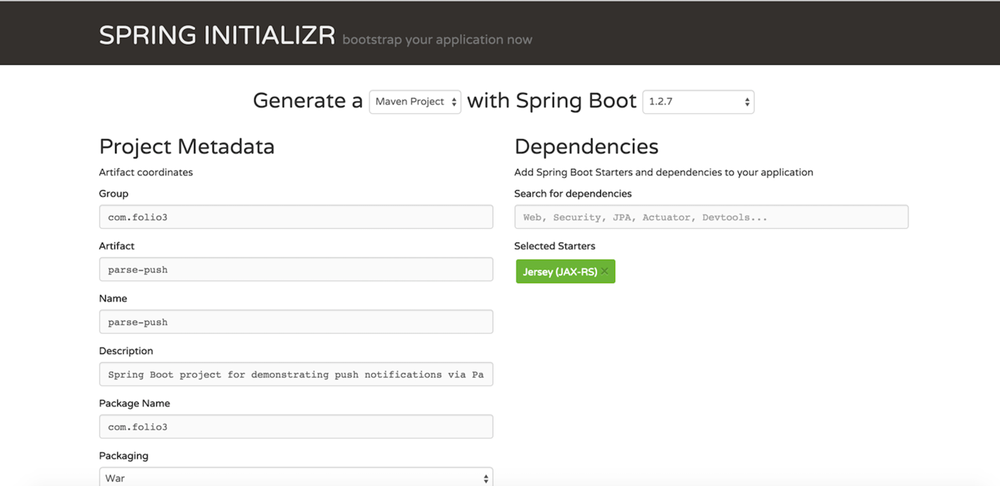 SPRING INITIALIZR bootstrap your application now
Generate a Maven Project with Spring Boot 1.2.7
Project Metadata
Artifact coordinates
Group
com.folio3
Artifact
parse-push
Name
parse-push
Description
Spring Boot project for demonstrating push notifications via Pa
Package Name
com.folio3
Packaging
War
Dependencies
Add Spring Boot Starters and dependencies to your application
Search for dependencies
Web, Security, JPA, Actuator, Devtools...
Selected Starters
Jersey (JAX-RS) ×